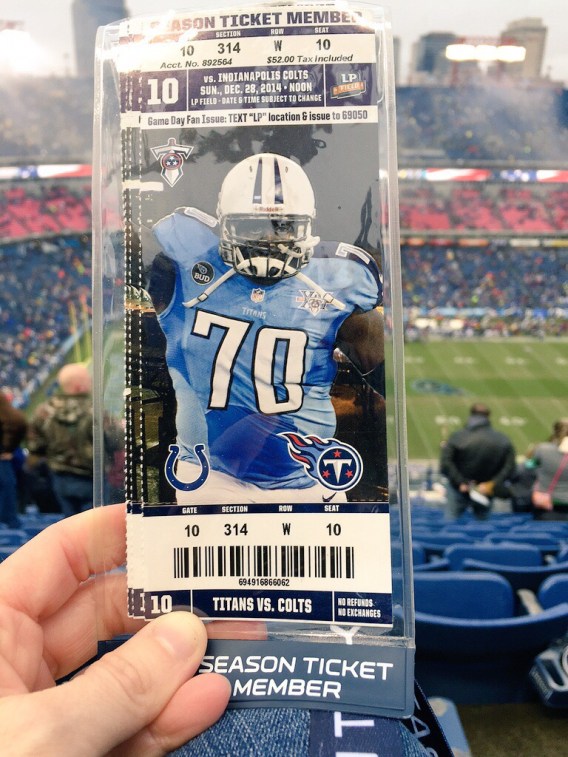 SEASON TICKET MEMBER
SECTION ROW SEAT
10 314 W 10
Acct. No. 892564 $52.00 Tax included
10
VS. INDIANAPOLIS COLTS
SUN., DEC. 28, 2014 • NOON
LP FIELD • DATE & TIME SUBJECT TO CHANGE
LP
Game Day Fan Issue: TEXT "LP" location & issue to 69050
BUD
TITANS
70
70
T
GATE SECTION ROW SEAT
10 314 W 10
694916866062
10 TITANS VS. COLTS
NO REFUNDS
NO EXCHANGES
SEASON TICKET
MEMBER